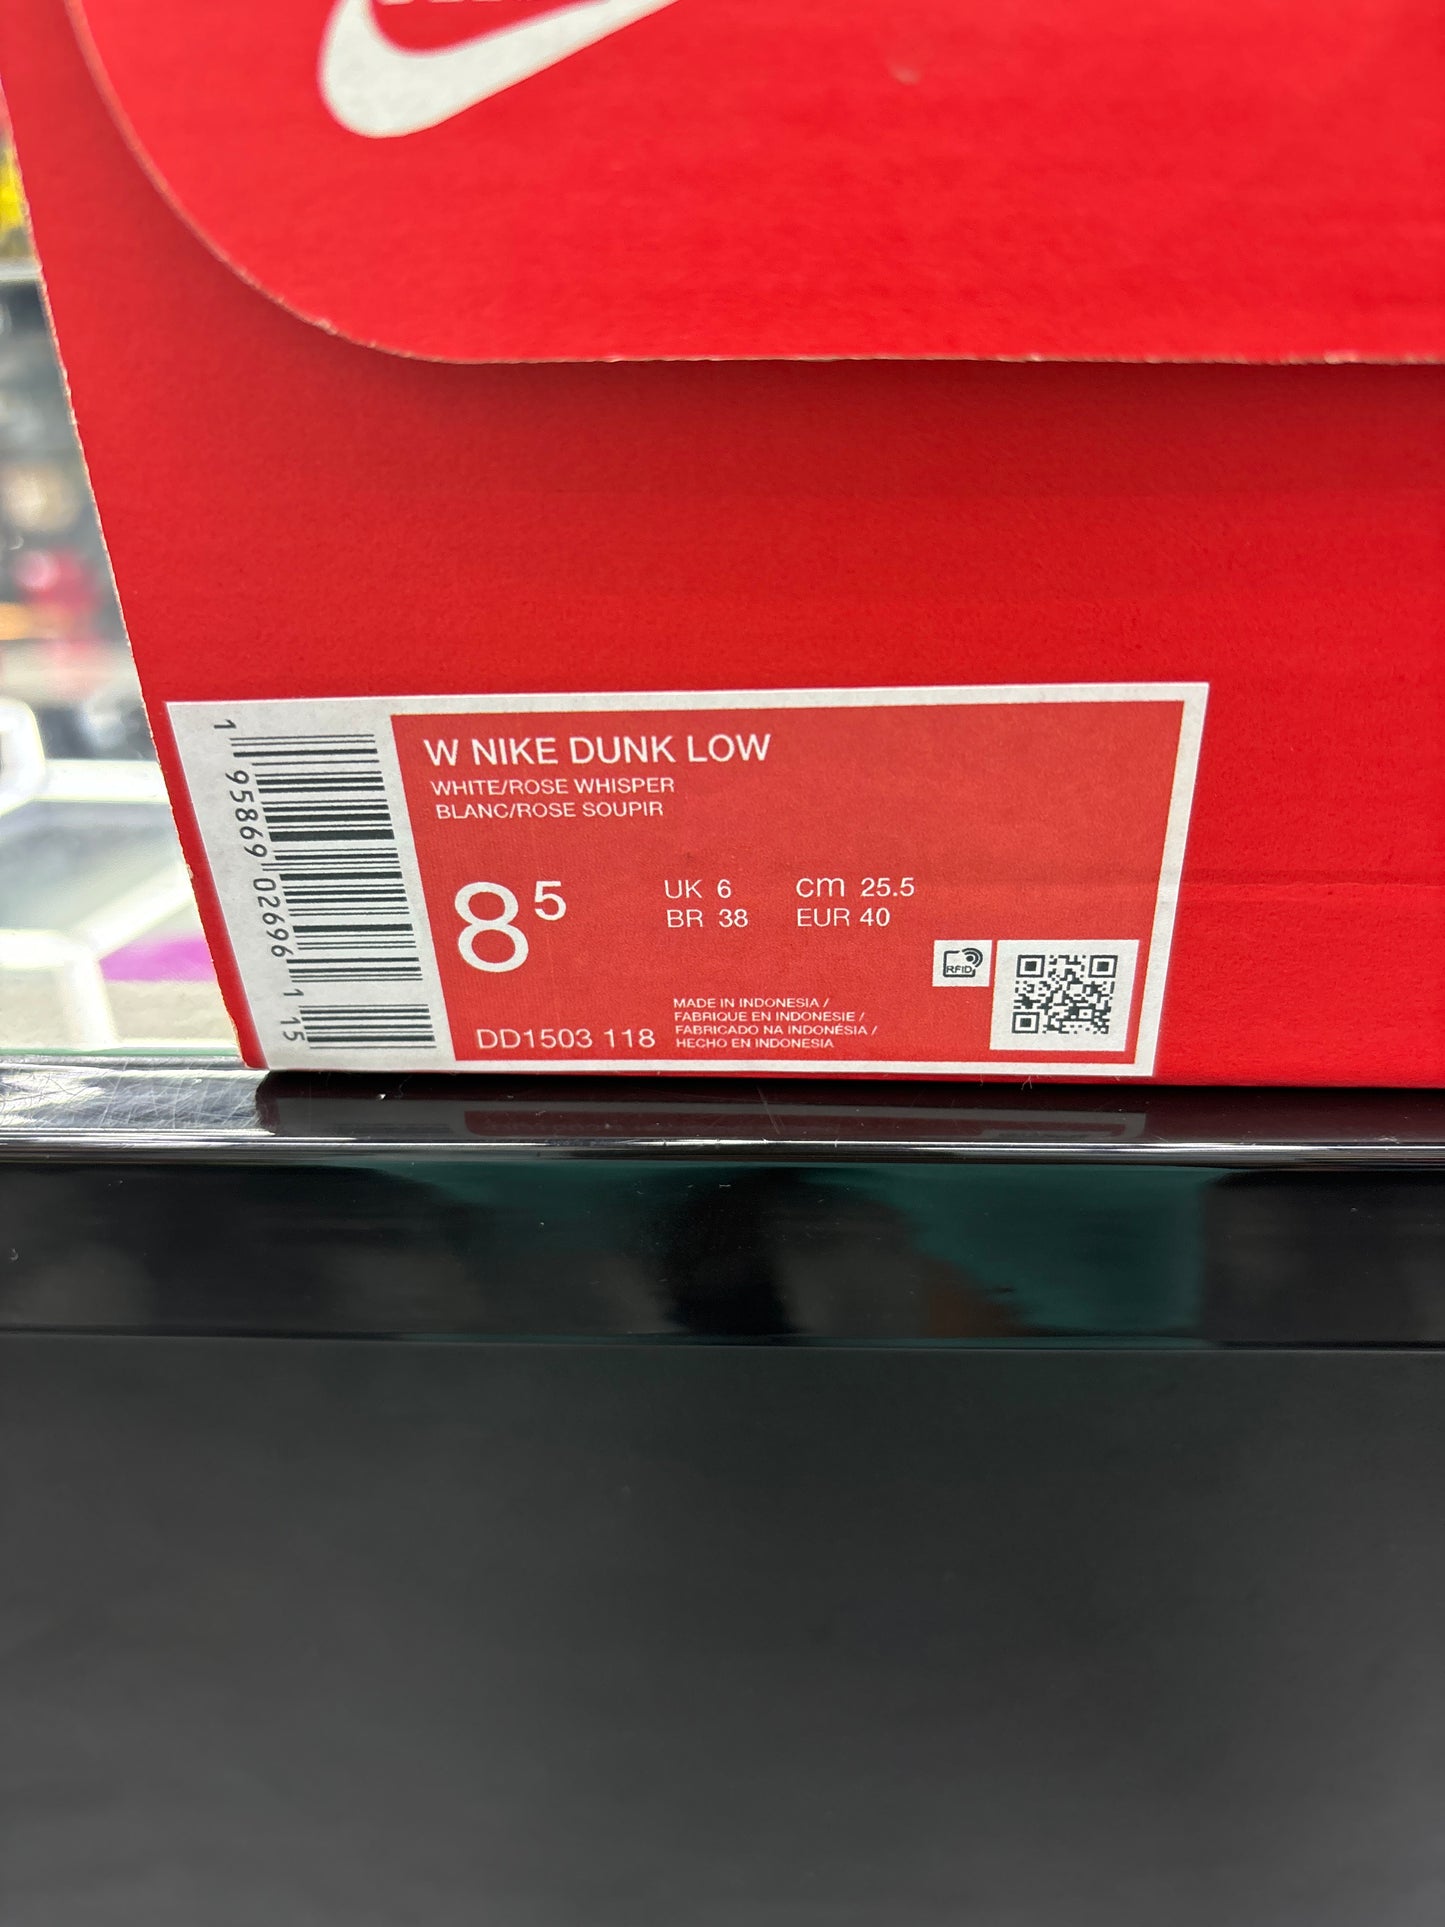 W NIKE DUNK LOW
WHITE/ROSE WHISPER
BLANC/ROSE SOUPIR
8⁵
UK 6
cm 25.5
BR 38
EUR 40
RFID
DD1503 118
MADE IN INDONESIA /
FABRIQUE EN INDONESIE /
FABRICADO NA INDONÉSIA /
HECHO EN INDONESIA
1 95869 02696 1 15